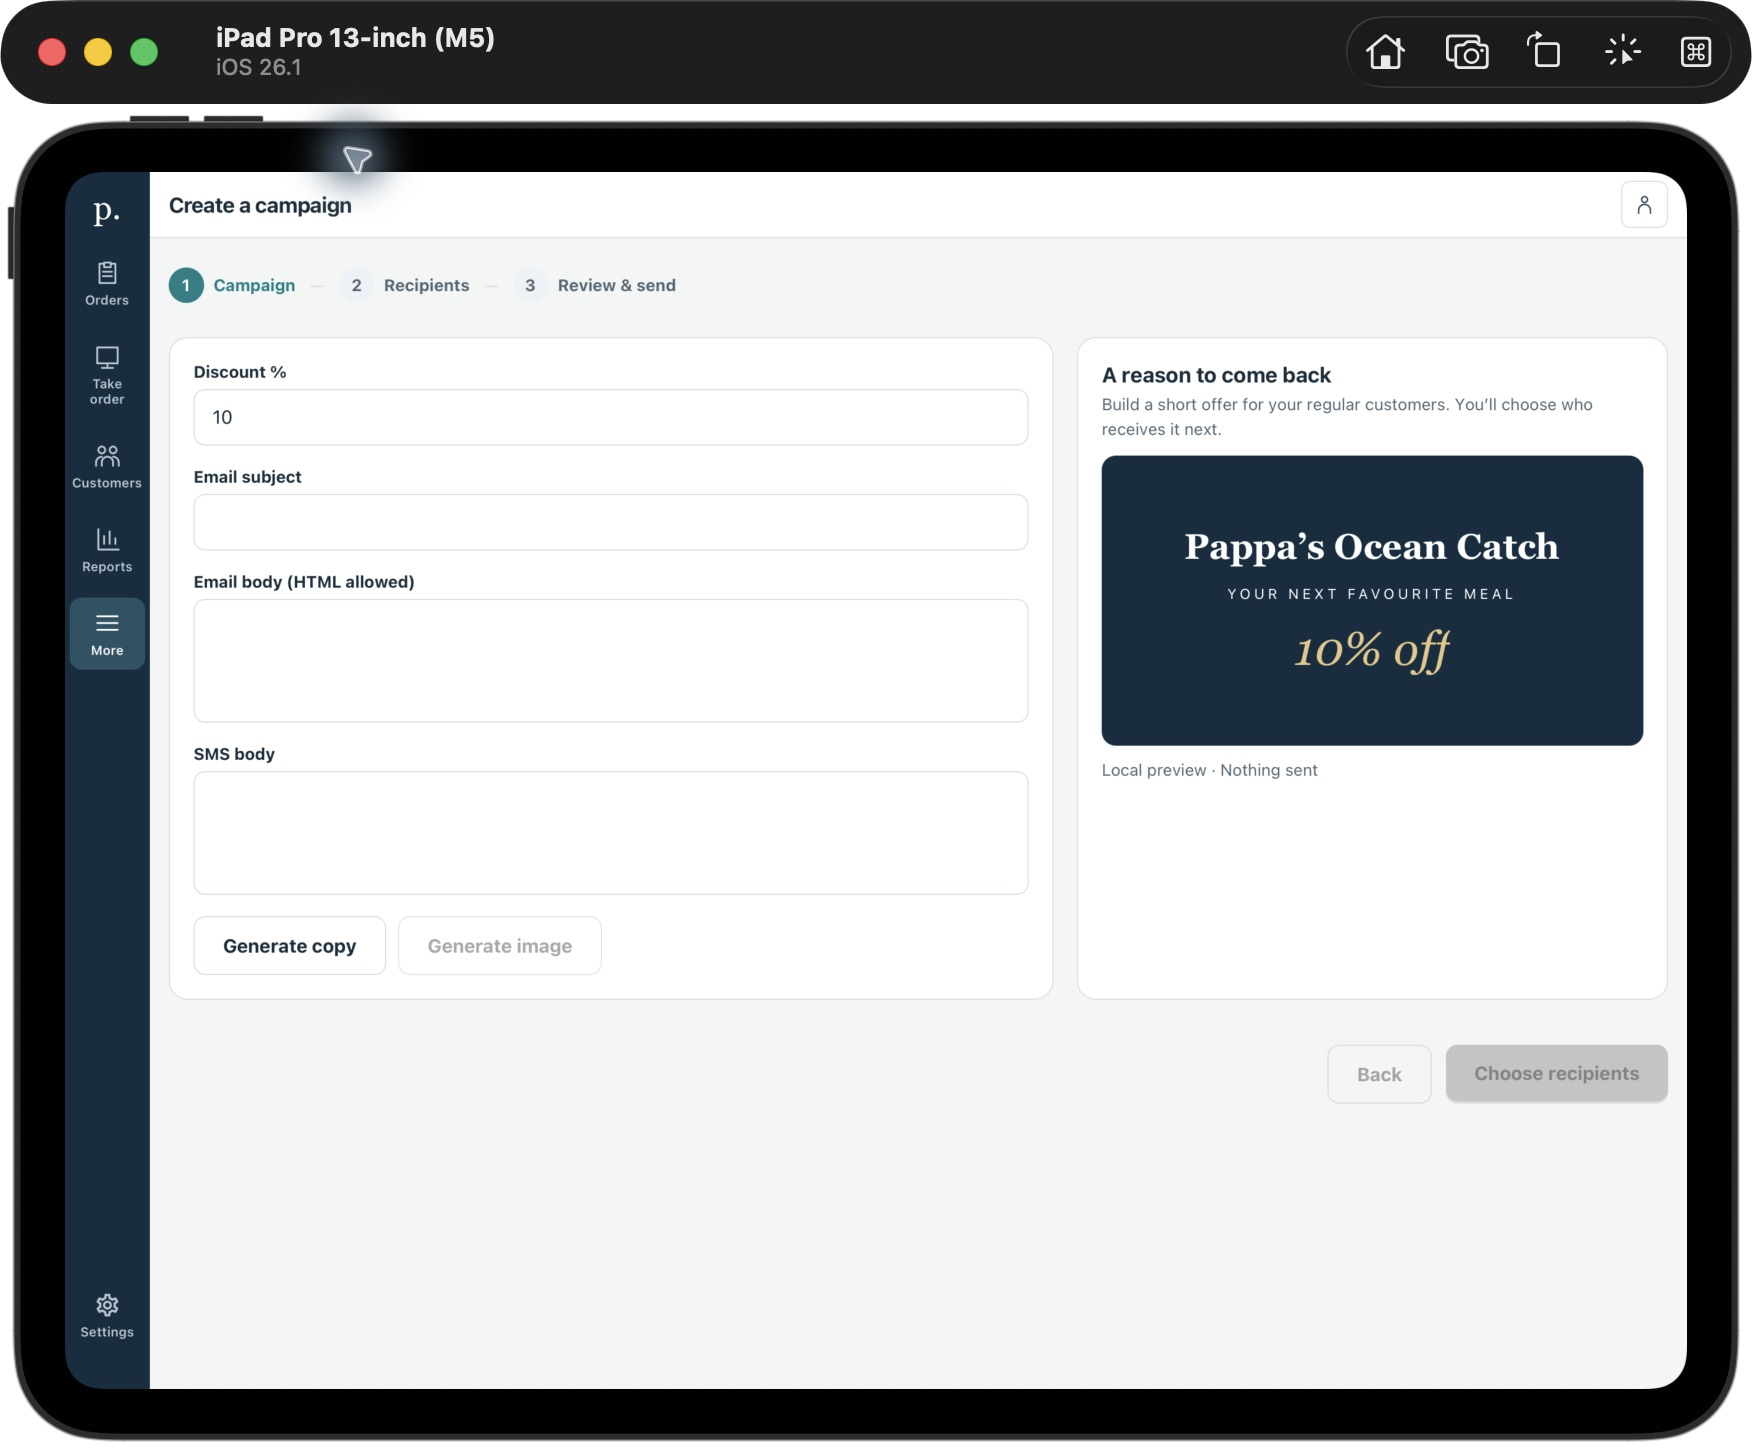 iPad Pro 13-inch (M5)
iOS 26.1
p.
Orders
Take
order
Customers
Reports
More
Settings
Create a campaign
1 Campaign — 2 Recipients — 3 Review & send
Discount %
10
Email subject
Email body (HTML allowed)
SMS body
Generate copy
Generate image
A reason to come back
Build a short offer for your regular customers. You’ll choose who
receives it next.
Pappa’s Ocean Catch
YOUR NEXT FAVOURITE MEAL
10% off
Local preview · Nothing sent
Back
Choose recipients